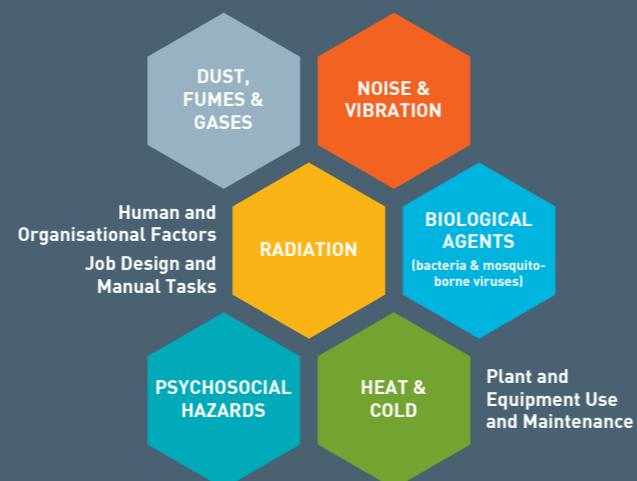 DUST,
FUMES &
GASES
NOISE &
VIBRATION
Human and
Organisational Factors
Job Design and
Manual Tasks
RADIATION
BIOLOGICAL
AGENTS
(bacteria & mosquito-
borne viruses)
PSYCHOSOCIAL
HAZARDS
HEAT &
COLD
Plant and
Equipment Use
and Maintenance